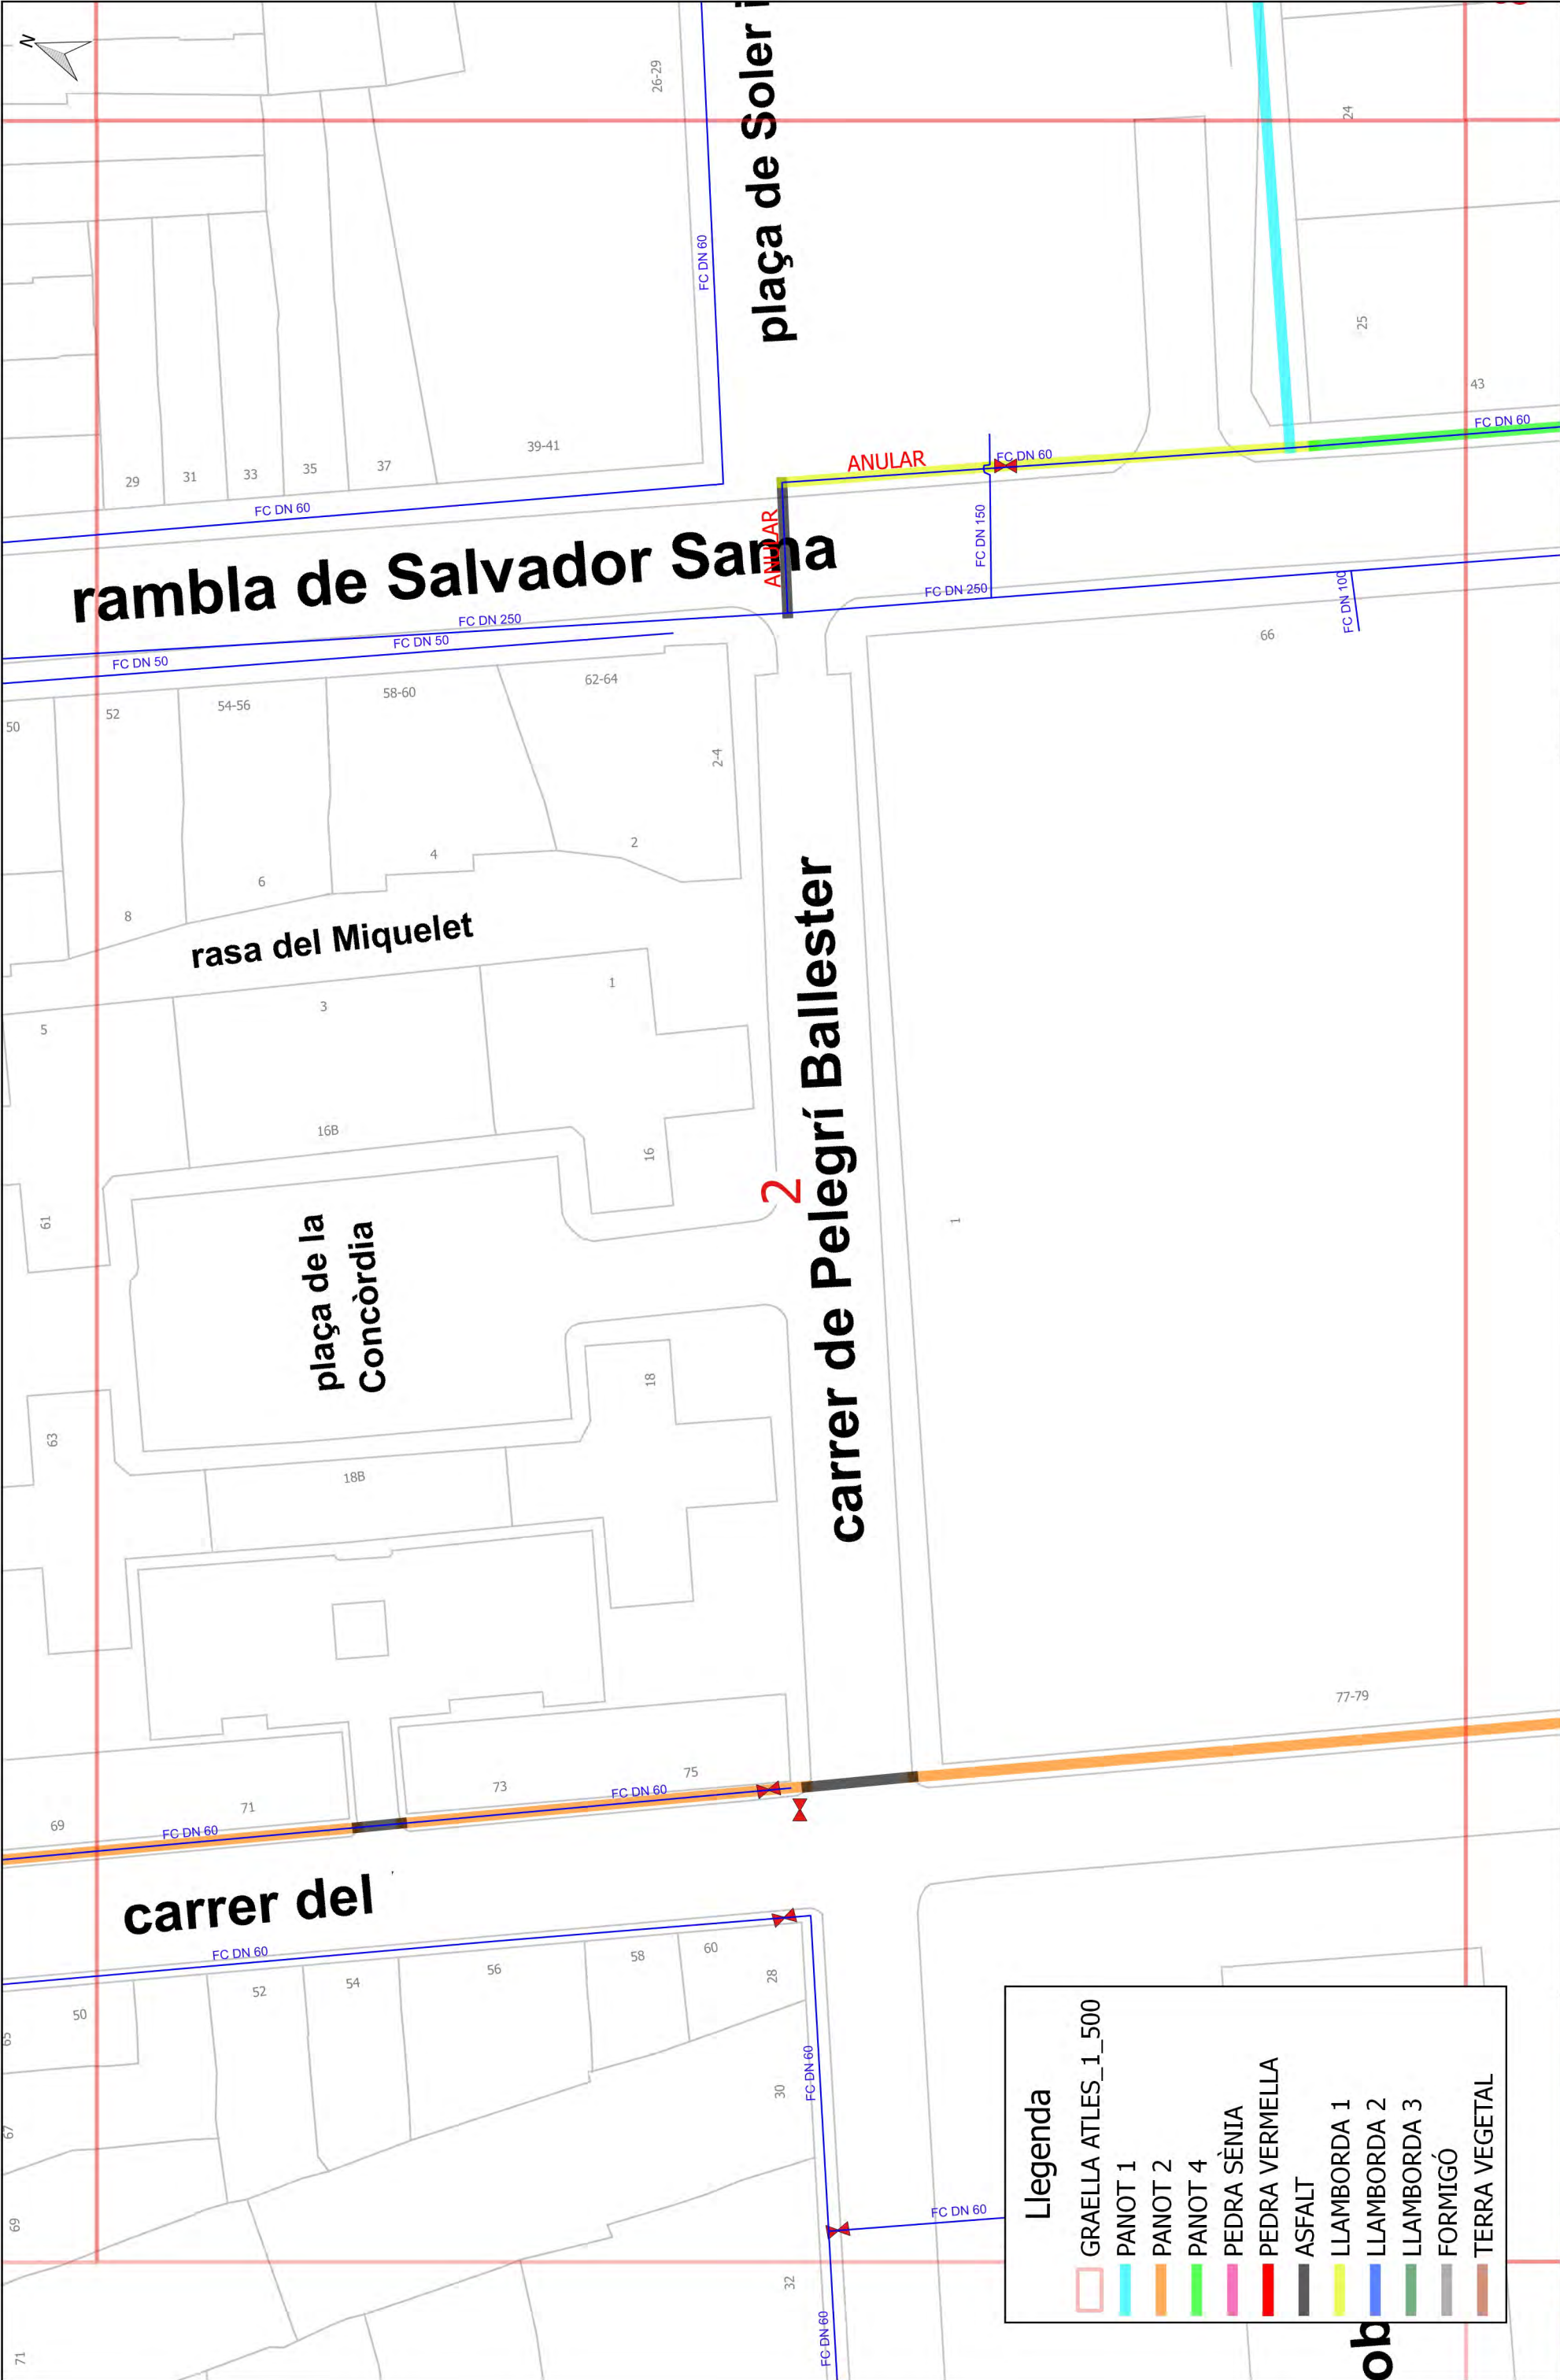 N
26-29
plaça de Soler i
24
FC DN 60
25
43
FC DN 60
39-41
37
35
33
31
29
ANULAR
FC DN 60
FC DN 60
FC DN 150
ANULAR
rambla de Salvador Sama
FC DN 250
FC DN 250
FC DN 100
FC DN 50
FC DN 50
66
62-64
58-60
54-56
52
50
2-4
2
4
6
8
rasa del Miquelet
carrer de Pelegrí Ballester
1
3
5
16B
16
2
61
1
plaça de la
Concòrdia
18
63
18B
77-79
75
73
FC DN 60
71
69
FC DN 60
carrer del
FC DN 60
60
58
56
54
52
50
28
65
30
FC DN 60
67
69
FC DN 60
32
71
FC DN 60
ob
Llegenda
GRAELLA ATLES_1_500
PANOT 1
PANOT 2
PANOT 4
PEDRA SÈNIA
PEDRA VERMELLA
ASFALT
LLAMBORDA 1
LLAMBORDA 2
LLAMBORDA 3
FORMIGÓ
TERRA VEGETAL